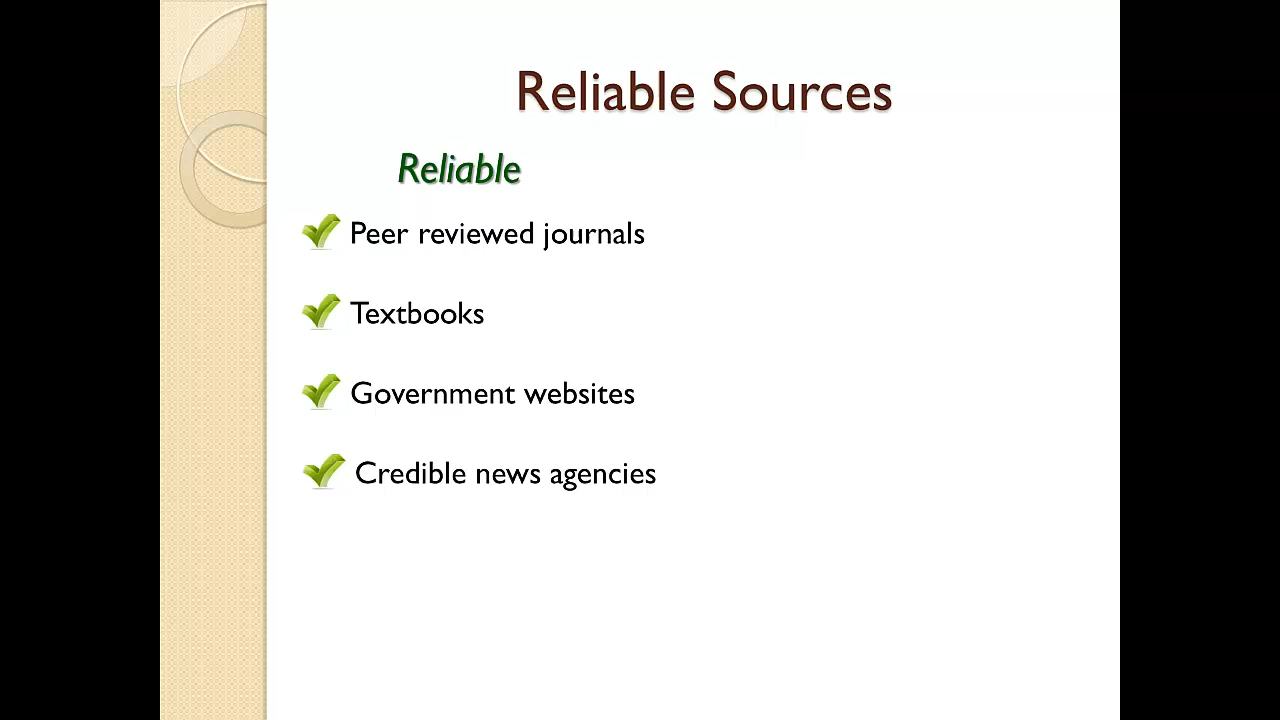 Reliable Sources
Reliable
Peer reviewed journals
Textbooks
Government websites
Credible news agencies